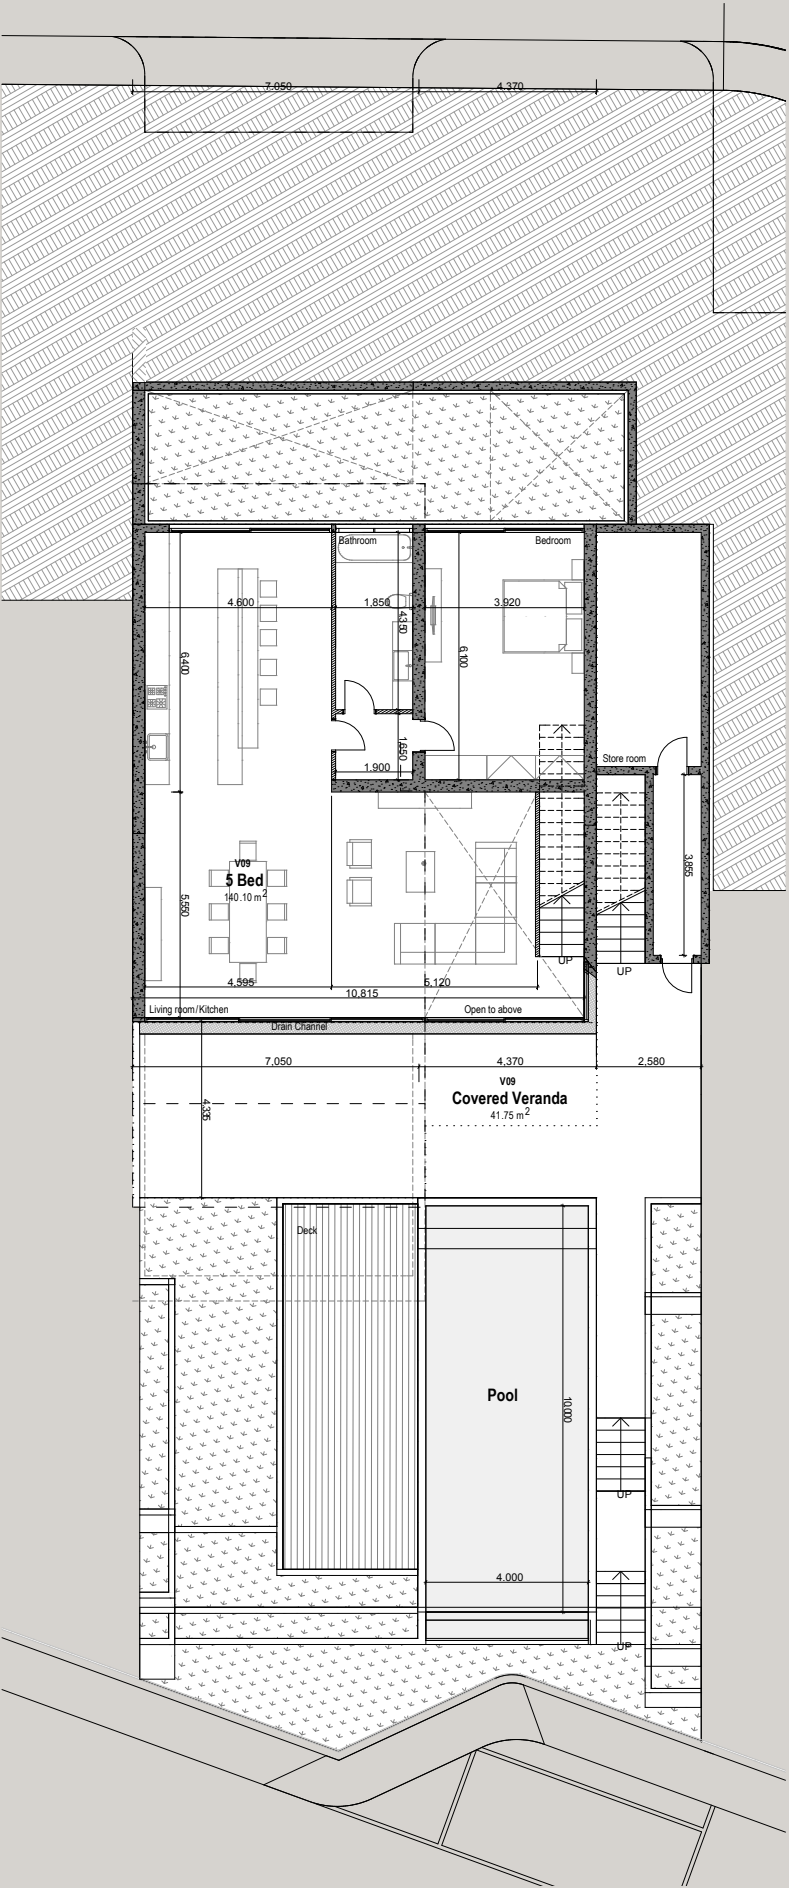 7.050 4.370
Bathroom Bedroom
4.600 1.850 3.920
4.350
6.400 6.100
1.650
Store room
1.900
3.855
V09
5 Bed
140.10 m2
5.550
UP
UP
4.595 5.120
10.815
Living room/Kitchen Open to above
Drain Channel
7,050 4,370 2,580
V09
Covered Veranda
41.75 m2
4.335
Deck
Pool
10.000
UP
4.000
UP